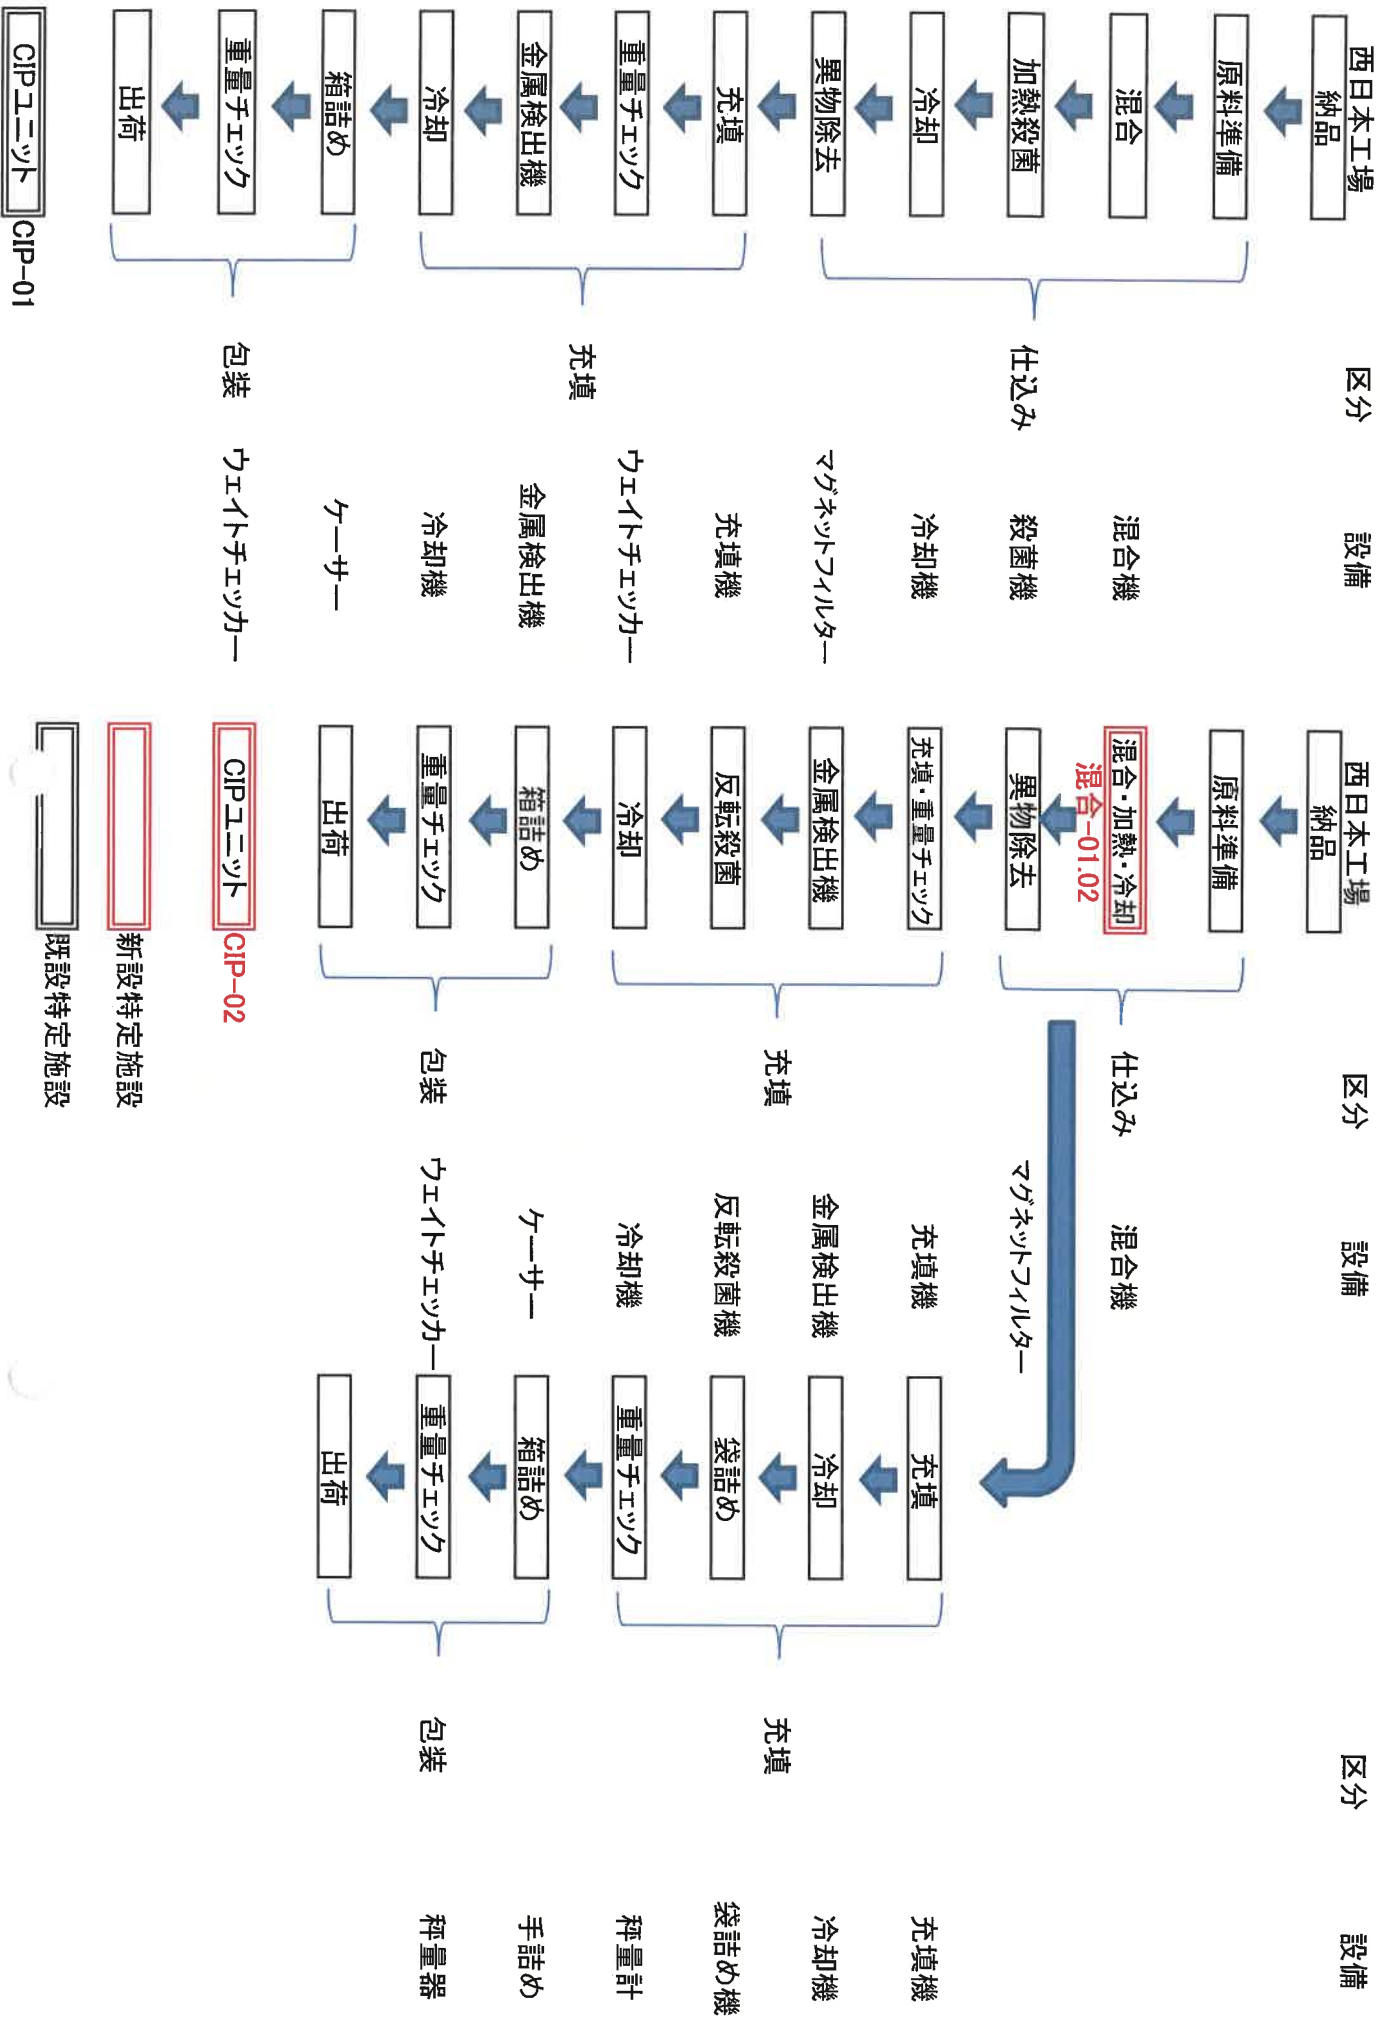 西日本工場
区分
設備
納品
原料準備
混合
混合機
加熱殺菌
殺菌機
冷却
冷却機
異物除去
マグネットフィルター
仕込み
充填
充填機
重量チェック
ウェイトチェッカー
金属検出機
金属検出機
冷却
冷却機
充填
箱詰め
ケーサー
重量チェック
ウェイトチェッカー
出荷
包装
CIPユニット
CIP-01
西日本工場
区分
設備
納品
原料準備
混合・加熱・冷却
混合-01.02
混合機
異物除去
マグネットフィルター
仕込み
充填・重量チェック
充填機
金属検出機
金属検出機
反転殺菌
反転殺菌機
冷却
冷却機
充填
箱詰め
ケーサー
重量チェック
ウェイトチェッカー
出荷
包装
CIPユニット
CIP-02
新設特定施設
既設特定施設
区分
設備
充填
充填機
冷却
冷却機
袋詰め
袋詰め機
重量チェック
秤量計
充填
箱詰め
手詰め
重量チェック
秤量器
出荷
包装